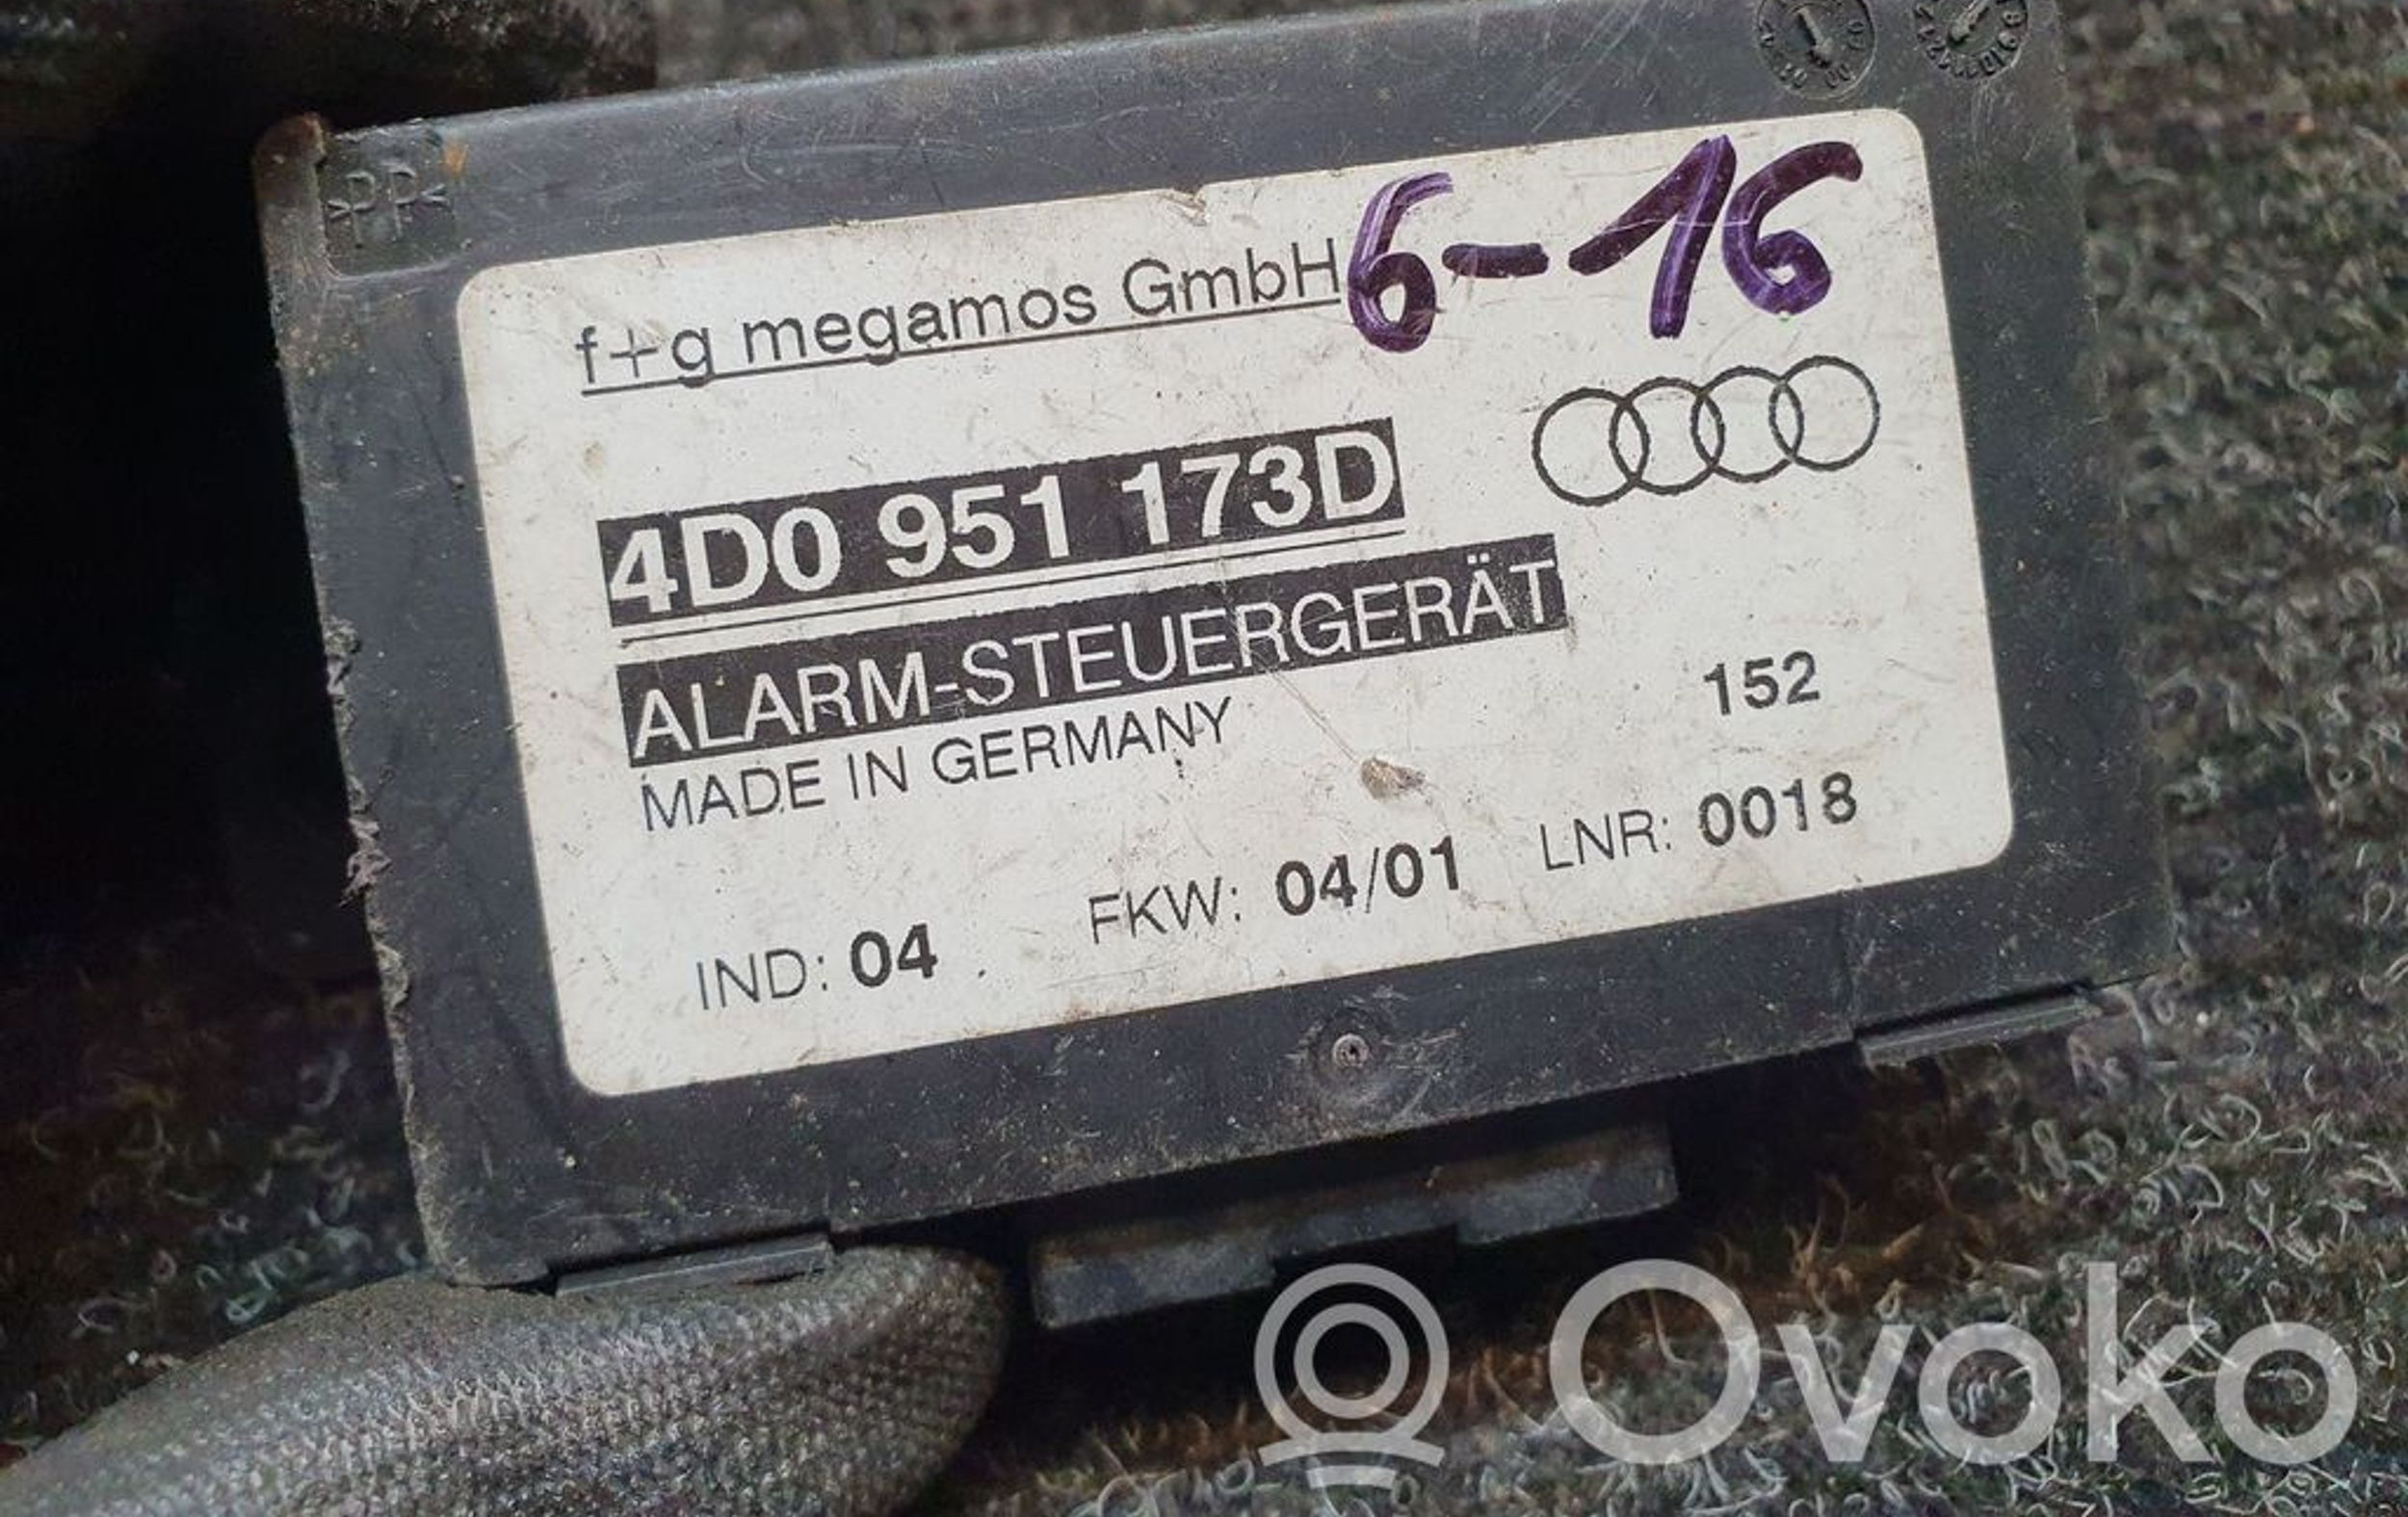 >PP<
f+g megamos GmbH
6-16
4D0 951 173D
ALARM-STEUERGERÄT
MADE IN GERMANY
152
IND: 04 FKW: 04/01 LNR: 0018
Ovoko